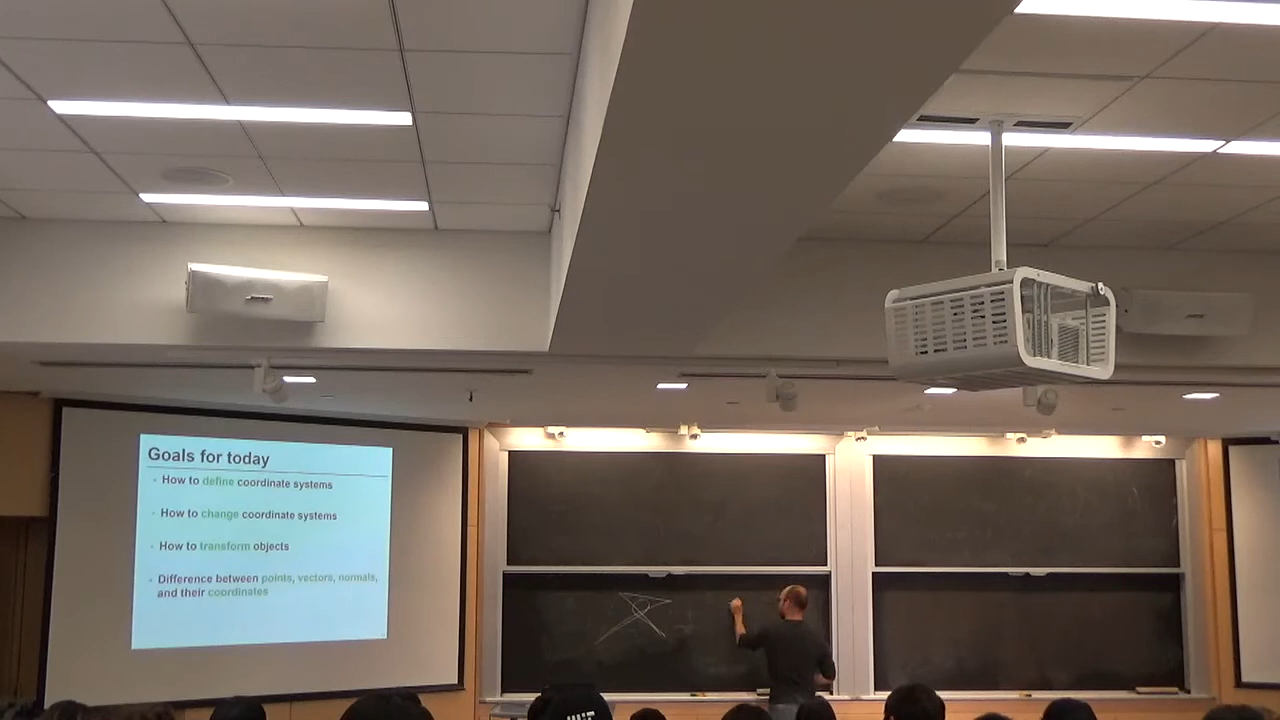 Goals for today
- How to define coordinate systems
- How to change coordinate systems
- How to transform objects
- Difference between points, vectors, normals,
and their coordinates